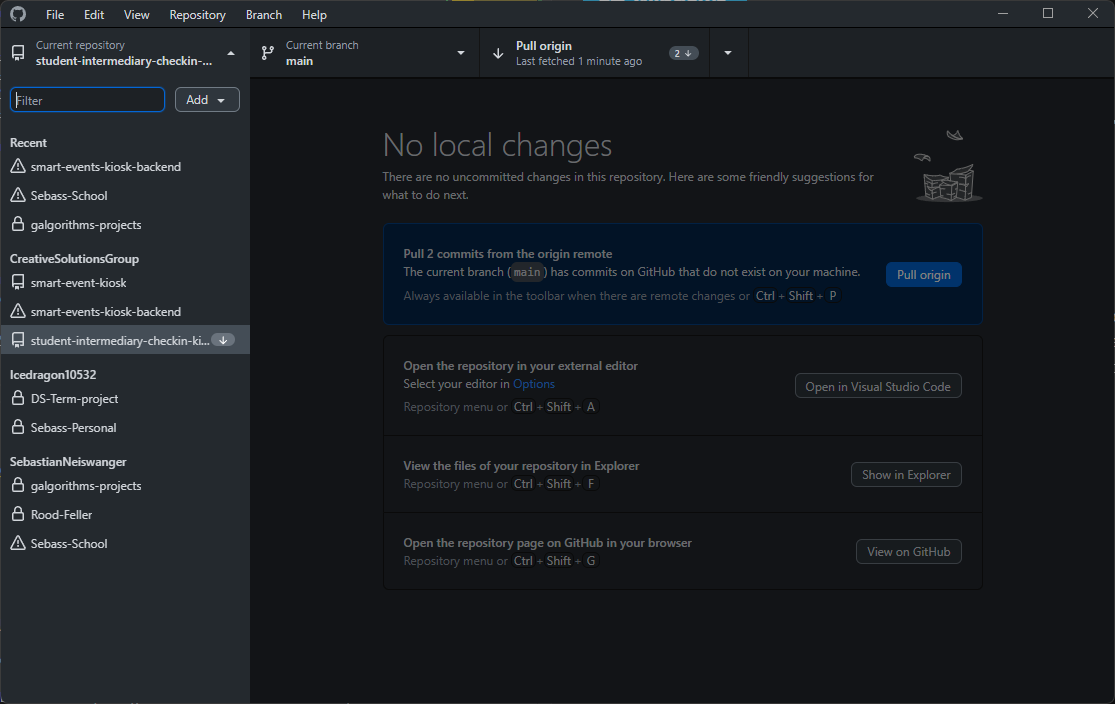 File Edit View Repository Branch Help
Current repository
student-intermediary-checkin-...
Current branch
main
Pull origin
Last fetched 1 minute ago
2
Filter
Add
Recent
smart-events-kiosk-backend
Sebass-School
galgorithms-projects
CreativeSolutionsGroup
smart-event-kiosk
smart-events-kiosk-backend
student-intermediary-checkin-ki...
Icedragon10532
DS-Term-project
Sebass-Personal
SebastianNeiswanger
galgorithms-projects
Rood-Feller
Sebass-School
No local changes
There are no uncommitted changes in this repository. Here are some friendly suggestions for
what to do next.
Pull 2 commits from the origin remote
The current branch (main) has commits on GitHub that do not exist on your machine.
Always available in the toolbar when there are remote changes or Ctrl + Shift + P
Pull origin
Open the repository in your external editor
Select your editor in Options
Repository menu or Ctrl + Shift + A
Open in Visual Studio Code
View the files of your repository in Explorer
Repository menu or Ctrl + Shift + F
Show in Explorer
Open the repository page on GitHub in your browser
Repository menu or Ctrl + Shift + G
View on GitHub